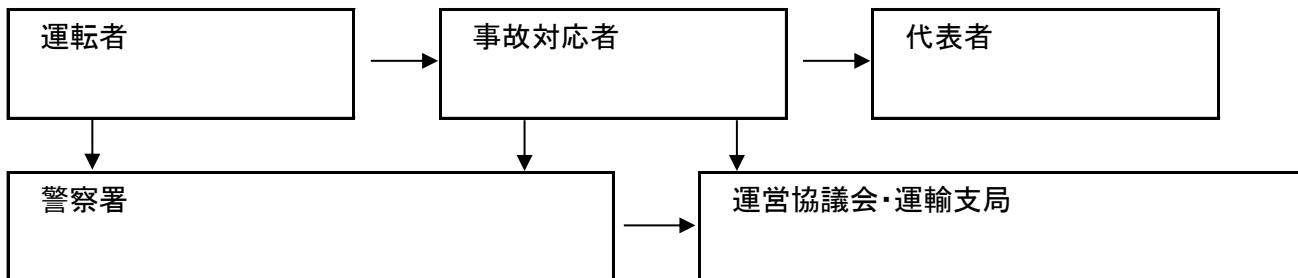 運転者
事故対応者
代表者
警察署
運営協議会・運輸支局